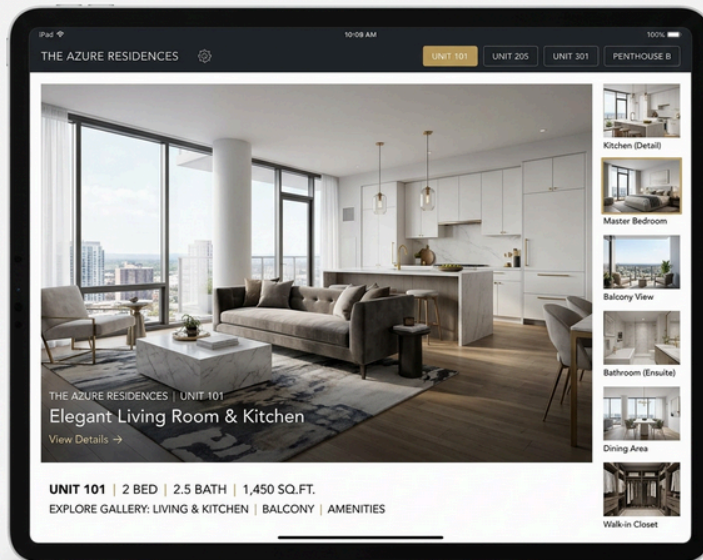 iPad
10:09 AM
100%
THE AZURE RESIDENCES
UNIT 101
UNIT 205
UNIT 301
PENTHOUSE B
Kitchen (Detail)
Master Bedroom
Balcony View
Bathroom (Ensuite)
Dining Area
Walk-in Closet
THE AZURE RESIDENCES | UNIT 101
Elegant Living Room & Kitchen
View Details →
UNIT 101 | 2 BED | 2.5 BATH | 1,450 SQ.FT.
EXPLORE GALLERY: LIVING & KITCHEN | BALCONY | AMENITIES